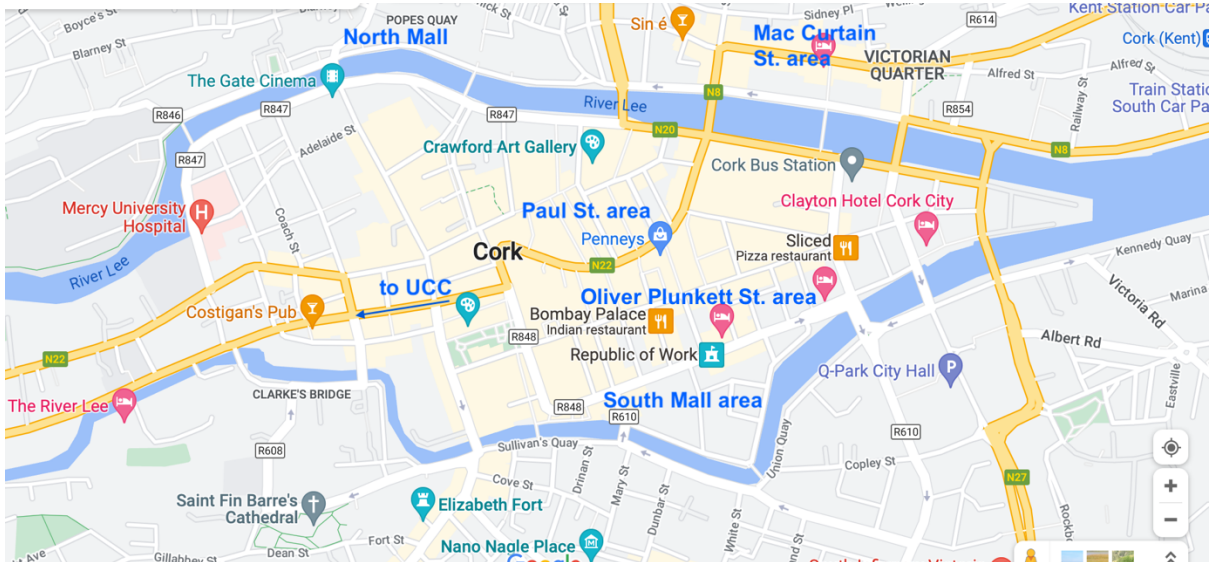 Boyce's St
POPES QUAY
Sidney Pl
R614
Kent Station Car P
Blarney St
North Mall
Sin é
Mac Curtain
St. area
Cork (Kent)
VICTORIAN
QUARTER
The Gate Cinema
Alfred St
Alfred St
Train Statio
South Car Pa
R846
R847
R847
River Lee
N8
R854
Railway St
Adelaide St
N20
N8
R847
Crawford Art Gallery
Cork Bus Station
Mercy University
Hospital
Coach St
Paul St. area
Clayton Hotel Cork City
Penneys
Sliced
Pizza restaurant
Kennedy Quay
Cork
N22
River Lee
to UCC
Oliver Plunkett St. area
Victoria Rd
Marina
Costigan's Pub
Bombay Palace
Indian restaurant
R848
Albert Rd
N22
Republic of Work
Q-Park City Hall
Eastville
CLARKE'S BRIDGE
The River Lee
South Mall area
R848
R610
R610
R608
Sullivan's Quay
Union Quay
Copley St
Drinan St
Mary St
Cove St
N27
Saint Fin Barre's
Cathedral
Elizabeth Fort
Dunbar St
White St
Rockbo
Fort St
Nano Nagle Place
Dean St
Gillabbey St
Ave
nd St
Google